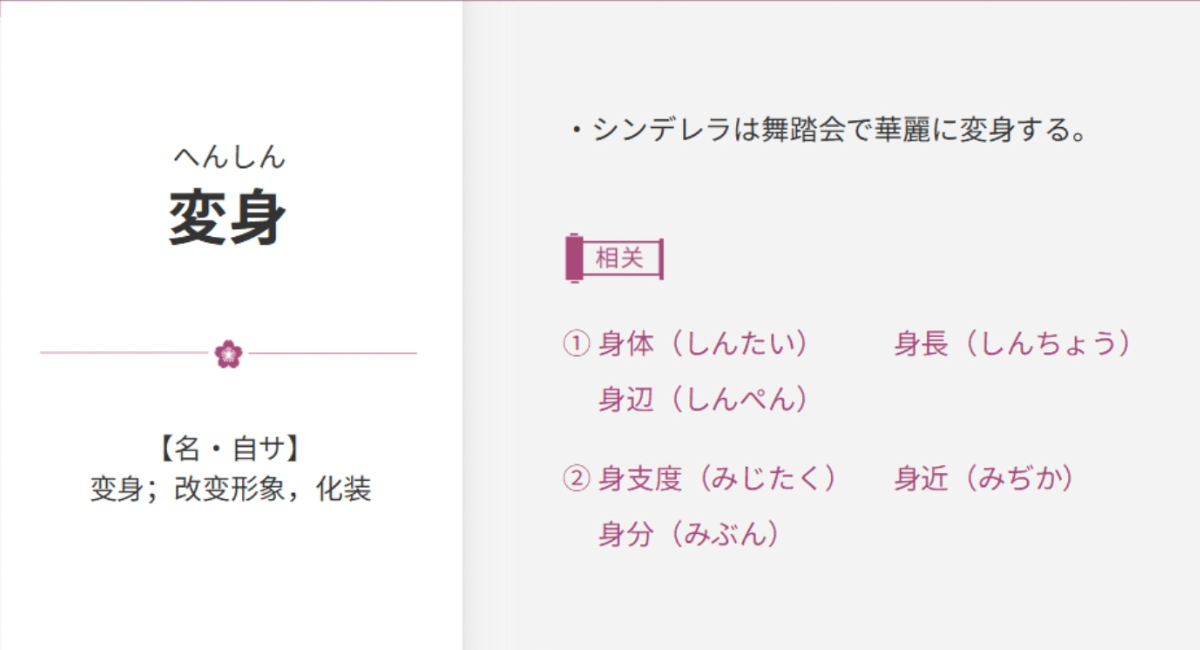 へんしん
変身
【名・自サ】
变身；改变形象，化装
・シンデレラは舞踏会で華麗に変身する。
相关
① 身体（しんたい） 身長（しんちょう）
身辺（しんぺん）
② 身支度（みじたく） 身近（みぢか）
身分（みぶん）